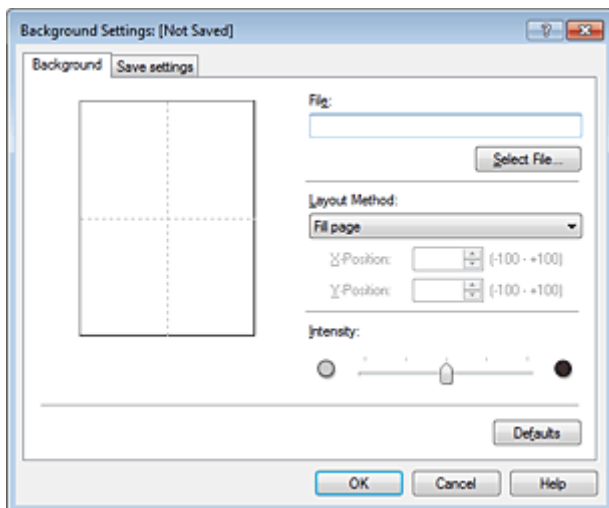 Background Settings: [Not Saved]
Background
Save settings
File:
Select File...
Layout Method:
Fill page
X-Position: (-100 - +100)
Y-Position: (-100 - +100)
Intensity:
Defaults
OK Cancel Help